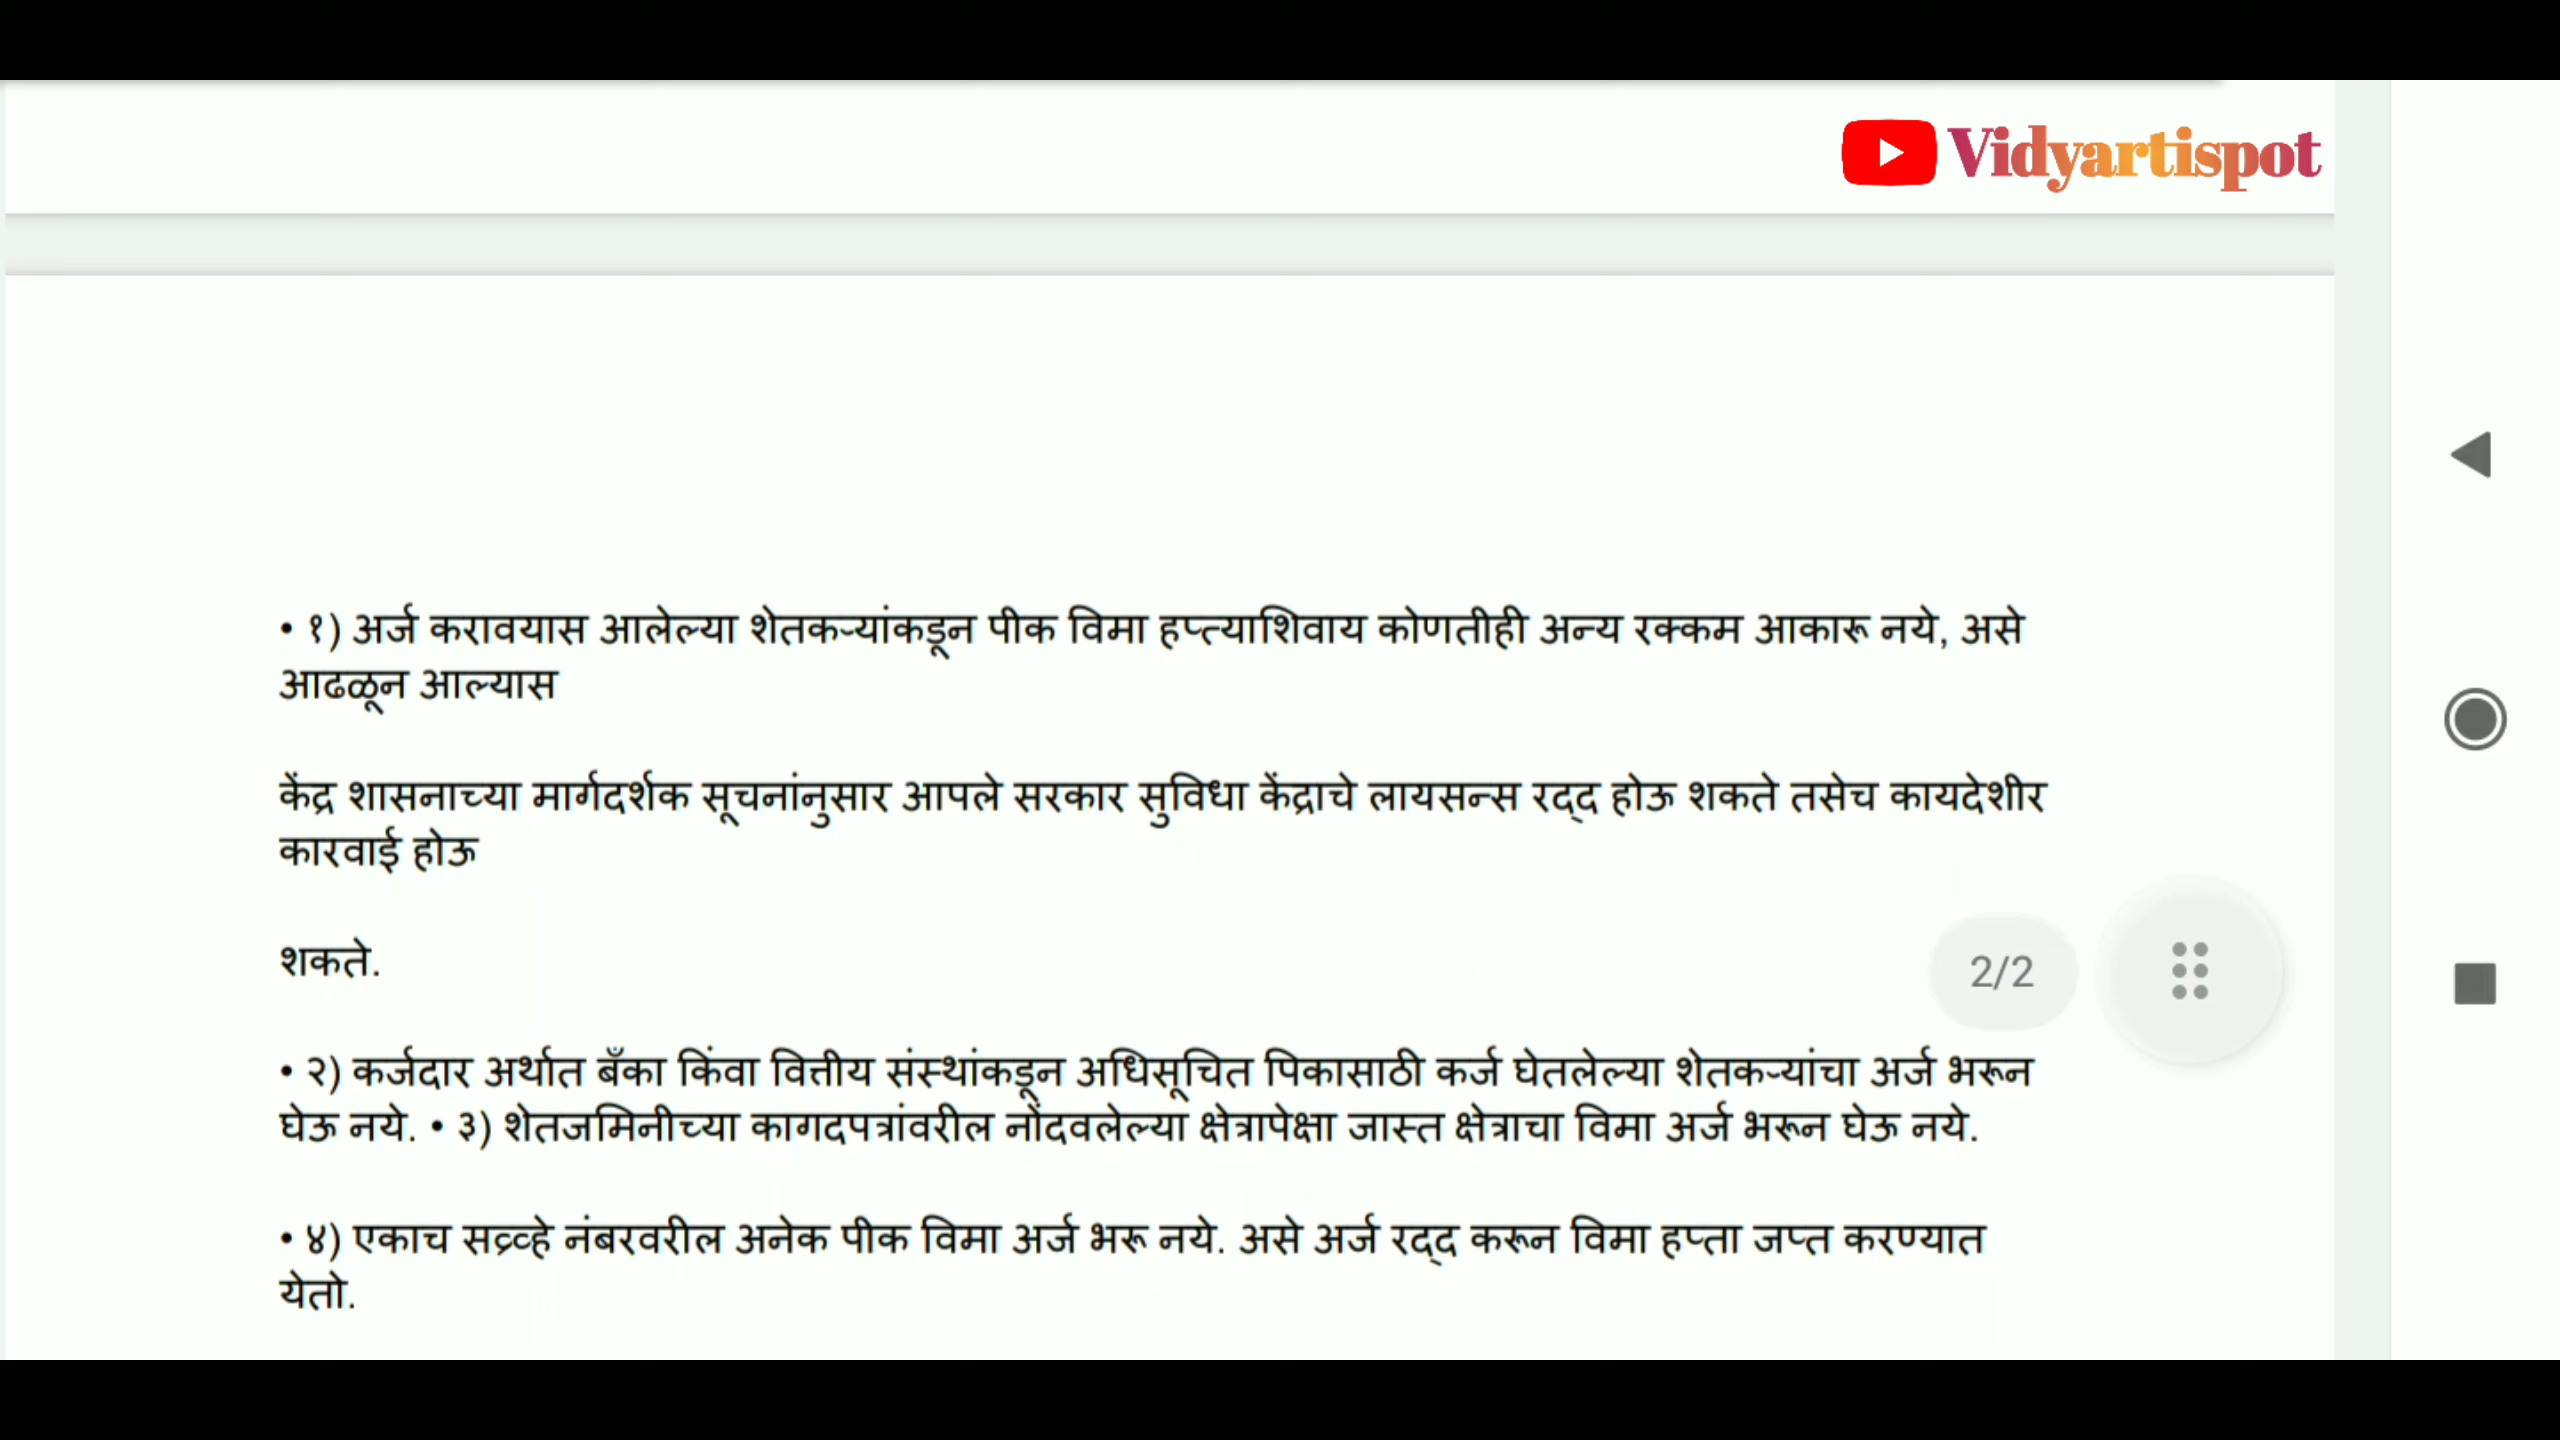 Vidyartispot
• १) अर्ज करावयास आलेल्या शेतकऱ्यांकडून पीक विमा हप्त्याशिवाय कोणतीही अन्य रक्कम आकारू नये, असे
आढळून आल्यास
केंद्र शासनाच्या मार्गदर्शक सूचनांनुसार आपले सरकार सुविधा केंद्राचे लायसन्स रद्द होऊ शकते तसेच कायदेशीर
कारवाई होऊ
शकते.
2/2
• २) कर्जदार अर्थात बँका किंवा वित्तीय संस्थांकडून अधिसूचित पिकासाठी कर्ज घेतलेल्या शेतकऱ्यांचा अर्ज भरून
घेऊ नये. • ३) शेतजमिनीच्या कागदपत्रांवरील नोंदवलेल्या क्षेत्रापेक्षा जास्त क्षेत्राचा विमा अर्ज भरून घेऊ नये.
• ४) एकाच सर्व्हे नंबरवरील अनेक पीक विमा अर्ज भरू नये. असे अर्ज रद्द करून विमा हप्ता जप्त करण्यात
येतो.